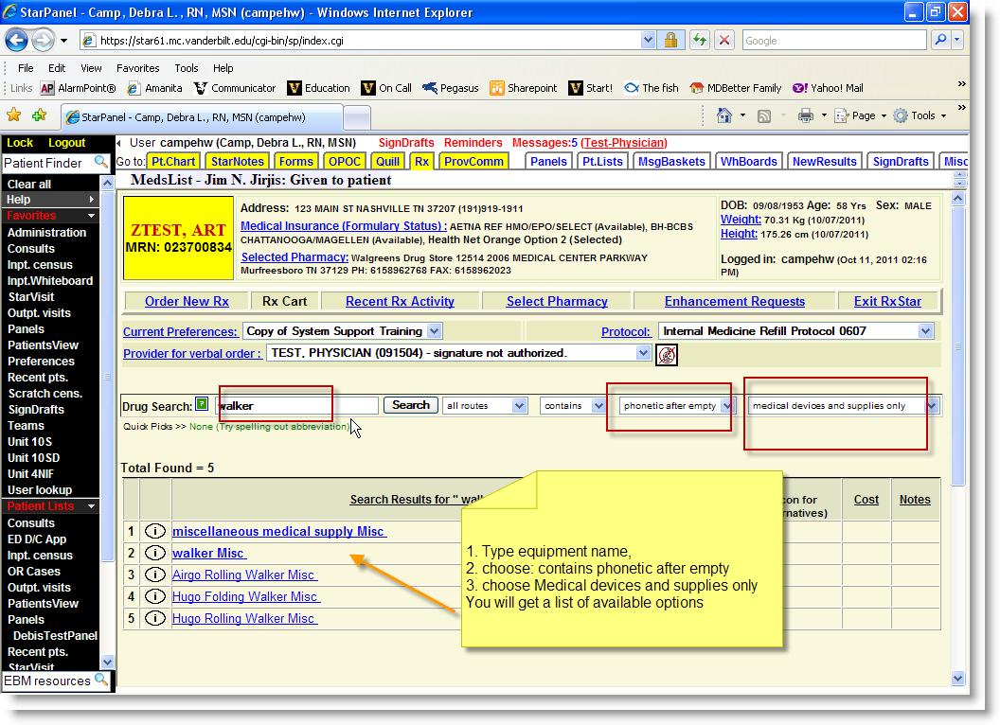 StarPanel - Camp, Debra L. , RN, MSN (campehw) - Windows Internet Explorer
https://star61.mc.vanderbilt.edu/cgi-bin/sp/index.cgi
Google
File Edit View Favorites Tools Help
Links AP AlarmPoint® Amanita Communicator Education On Call Pegasus Sharepoint Start! The fish MDBetter Family Yahoo! Mail
StarPanel - Camp, Debra L., RN, MSN (campehw)
Page Tools
Lock Logout
User campehw (Camp, Debra L., RN, MSN) SignDrafts Reminders Messages:5 (Test-Physician)
Patient Finder
Go to: Pt.Chart StarNotes Forms OPOC Quill Rx ProvComm Panels Pt.Lists MsgBaskets WhBoards NewResults SignDrafts Misc
MedsList - Jim N. Jirjis: Given to patient
Clear all
Help
Favorites
Administration
Consults
Inpt. census
Inpt.Whiteboard
StarVisit
Outpt. visits
Panels
PatientsView
Preferences
Recent pts.
Scratch cens.
SignDrafts
Teams
Unit 10S
Unit 10SD
Unit 4NIF
User lookup
Patient Lists
Consults
ED D/C App
Inpt. census
OR Cases
Outpt. visits
PatientsView
Panels
DebisTestPanel
Recent pts.
StarVisit
EBM resources
ZTEST, ART
MRN: 023700834
Address: 123 MAIN ST NASHVILLE TN 37207 (191)919-1911
Medical Insurance (Formulary Status) : AETNA REF HMO/EPO/SELECT (Available), BH-BCBS
CHATTANOOGA/MAGELLEN (Available), Health Net Orange Option 2 (Selected)
Selected Pharmacy: Walgreens Drug Store 12514 2006 MEDICAL CENTER PARKWAY
Murfreesboro TN 37129 PH: 6158962768 FAX: 6158962023
DOB: 09/08/1953 Age: 58 Yrs Sex: MALE
Weight: 70.31 Kg (10/07/2011)
Height: 175.26 cm (10/07/2011)
Logged in: campehw (Oct 11, 2011 02:16
PM)
Order New Rx Rx Cart Recent Rx Activity Select Pharmacy Enhancement Requests Exit RxStar
Current Preferences: Copy of System Support Training Protocol: Internal Medicine Refill Protocol 0607
Provider for verbal order : TEST, PHYSICIAN (091504) - signature not authorized.
Drug Search: ? walker Search all routes contains phonetic after empty medical devices and supplies only
Quick Picks >> None (Try spelling out abbreviation)
Total Found = 5
Search Results for " walk
con for
rnatives)
Cost Notes
1 i miscellaneous medical supply Misc
2 i walker Misc
3 i Airgo Rolling Walker Misc
4 i Hugo Folding Walker Misc
5 i Hugo Rolling Walker Misc
1. Type equipment name,
2. choose: contains phonetic after empty
3. choose Medical devices and supplies only
You will get a list of available options